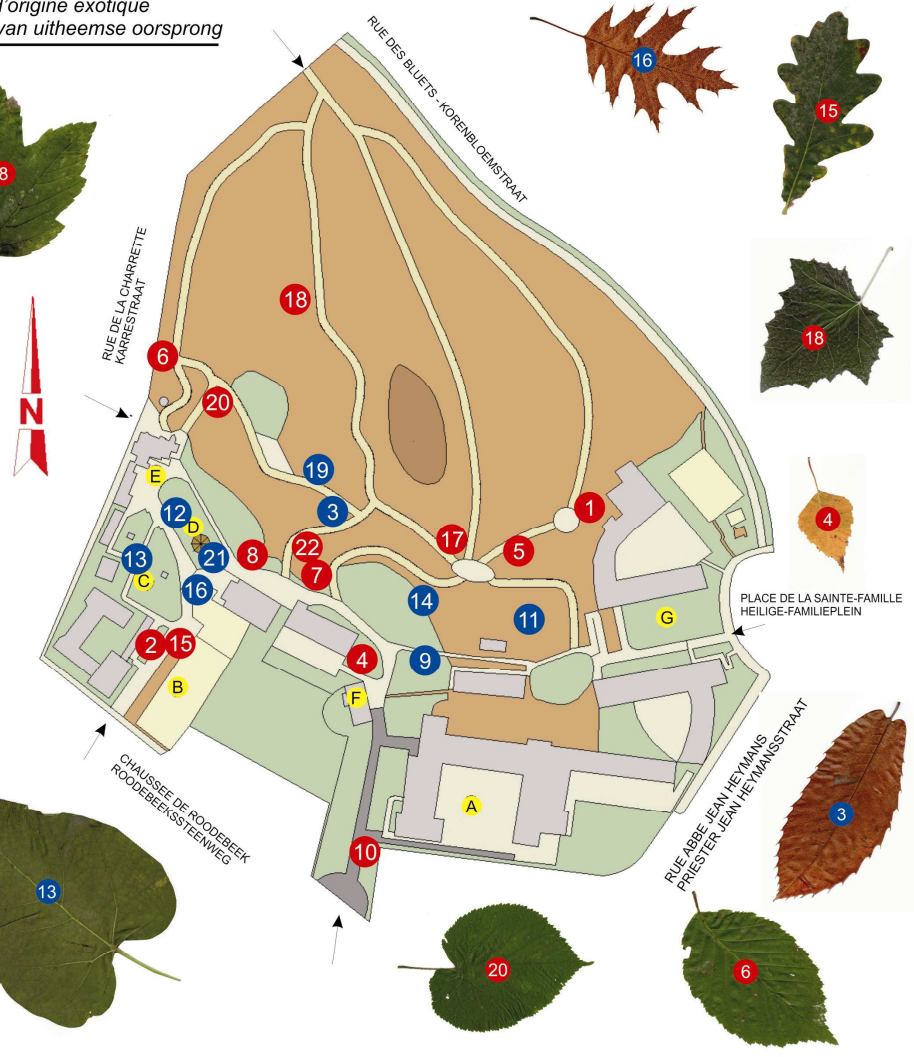 d'origine exotique
van uitheemse oorsprong
RUE DES BLUETS - KORENBLOEMSTRAAT
16
15
8
RUE DE LA CHARRETTE
KARRESTRAAT
18
18
6
N
20
E
19
12
3
1
4
D
17
13
21
8
22
5
C
7
16
14
11
PLACE DE LA SAINTE-FAMILLE
HEILIGE-FAMILIEPLEIN
G
2
15
4
9
B
F
CHAUSSEE DE ROODEBEEK
ROODEBEEKSSTEENWEG
A
RUE ABBE JEAN HEYMANS
PRIESTER JEAN HEYMANSSTRAAT
3
10
13
20
6